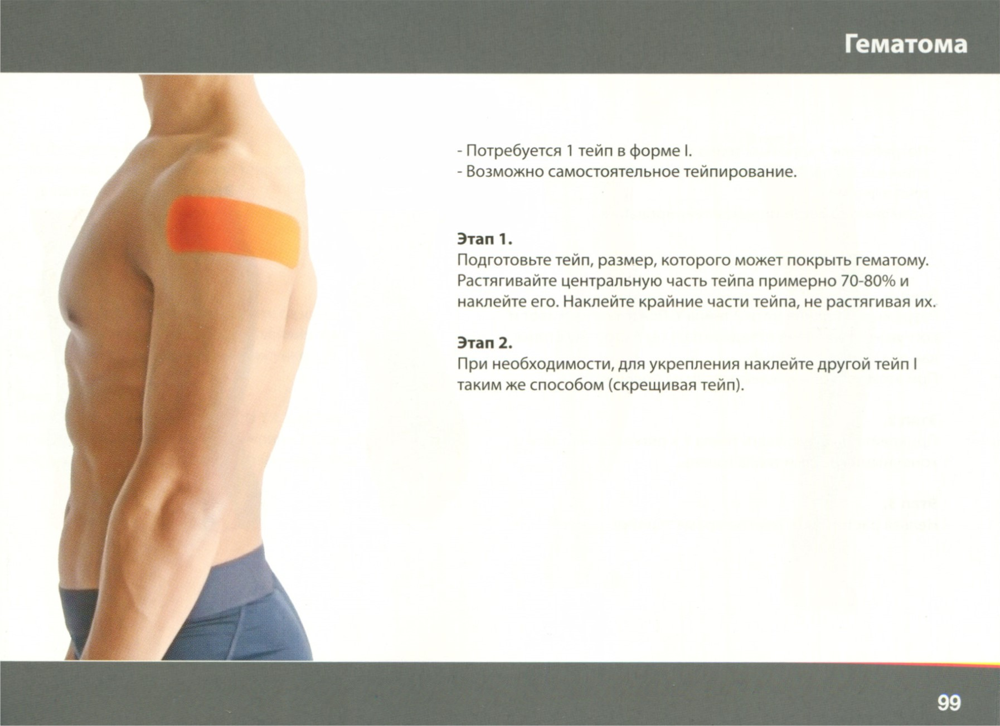 Гематома
- Потребуется 1 тейп в форме I.
- Возможно самостоятельное тейпирование.
Этап 1.
Подготовьте тейп, размер, которого может покрыть гематому.
Растягивайте центральную часть тейпа примерно 70-80% и
наклейте его. Наклейте крайние части тейпа, не растягивая их.
Этап 2.
При необходимости, для укрепления наклейте другой тейп I
таким же способом (скрещивая тейп).
99